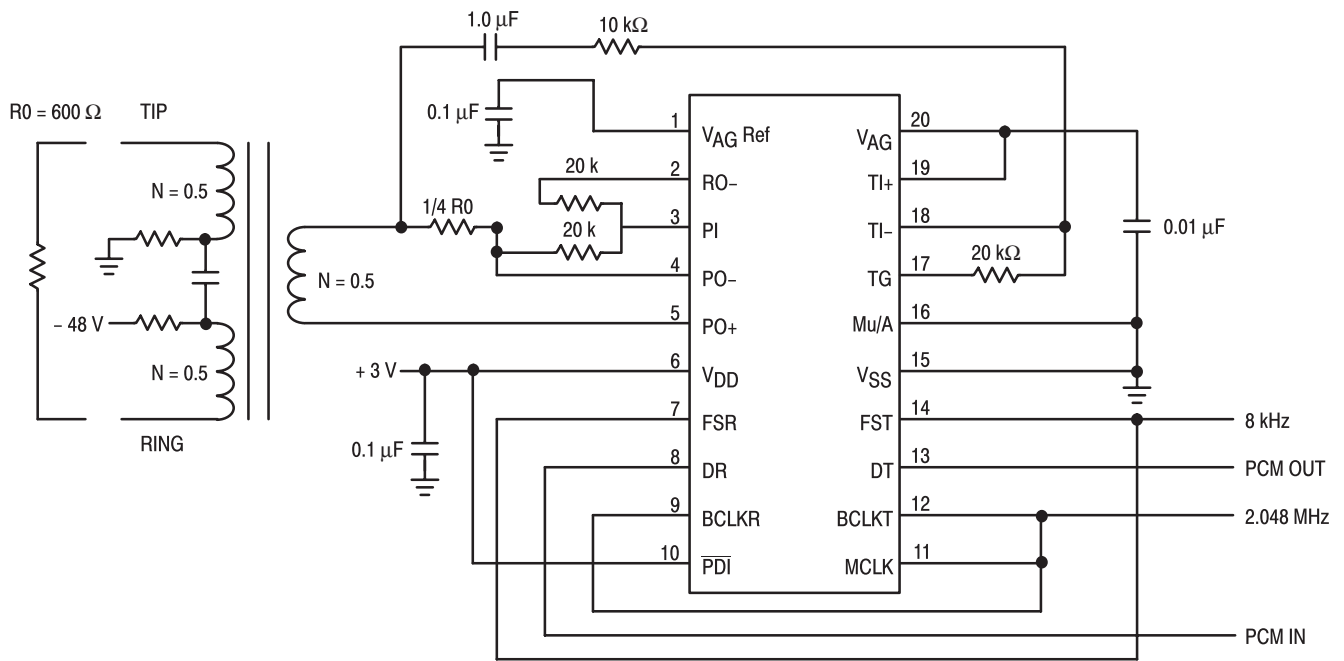 1.0 µF
10 kΩ
0.1 µF
R0 = 600 Ω
TIP
N = 0.5
– 48 V
N = 0.5
RING
N = 0.5
1/4 R0
20 k
20 k
+ 3 V
0.1 µF
1
VAG Ref
2
RO–
3
PI
4
PO–
5
PO+
6
VDD
7
FSR
8
DR
9
BCLKR
10
PDI
20
VAG
19
TI+
18
TI–
17
TG
20 kΩ
16
Mu/A
15
VSS
14
FST
13
DT
12
BCLKT
11
MCLK
0.01 µF
8 kHz
PCM OUT
2.048 MHz
PCM IN